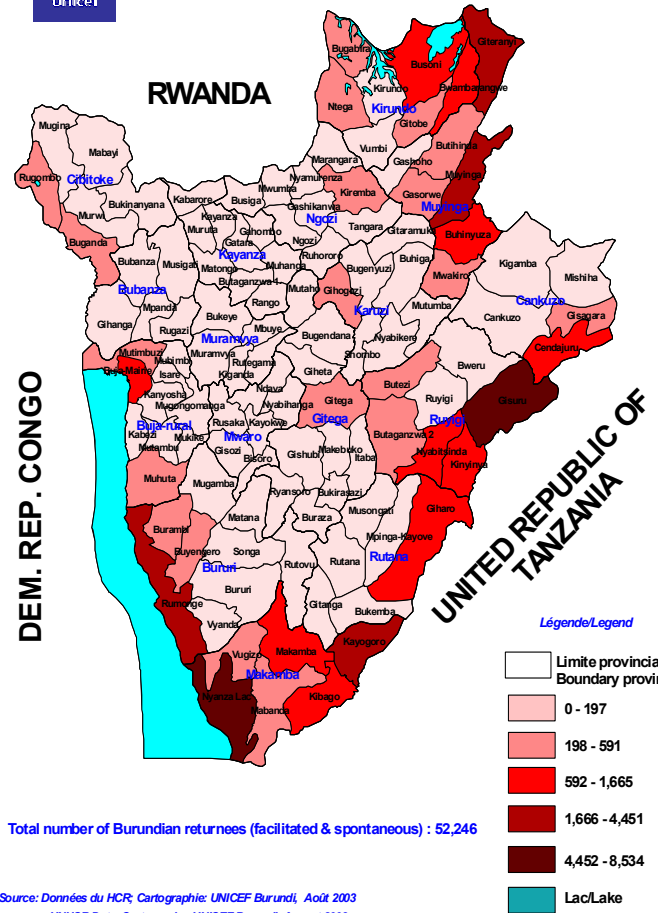 unicef
RWANDA
DEM. REP. CONGO
UNITED REPUBLIC OF
TANZANIA
Giteranyi
Bugabira
Busoni
Kirundo
Bwambarangwe
Ntega
Kirundo
Gitobe
Mugina
Vumbi
Butihinda
Mabayi
Marangara
Gashoho
Muyinga
Rugombo
Cibitoke
Nyamurenza
Mwumba
Kiremba
Gasorwe
Bukinanyana
Kabarore
Busiga
Gashikanwa
Muyinga
Murwi
Kayanza
Ngozi
Tangara
Gitaramuka
Buhinyuza
Muruta
Gahombo
Buganda
Gatara
Ngozi
Kayanza
Ruhororo
Buhiga
Kigamba
Bubanza
Musigati
Matongo
Muhanga
Bugenyuzi
Mwakiro
Mishiha
Butaganzwa 1
Mutaho
Gihogazi
Bubanza
Rango
Karuzi
Mutumba
Cankuzo
Mpanda
Bukeye
Cankuzo
Gisagara
Gihanga
Rugazi
Mbuye
Bugendana
Nyabikere
Muramvya
Cendajuru
Mutimbuzi
Muramvya
Shombo
Mubimbi
Rutegama
Bweru
Buja-Mairie
Isare
Kiganda
Giheta
Butezi
Ndava
Ruyigi
Gisuru
Kanyosha
Nyabihanga
Gitega
Mugongomanga
Buja-rural
Rusaka
Kayokwe
Gitega
Ruyigi
Kabezi
Mukike
Mwaro
Butaganzwa 2
Mutambu
Gisozi
Bisoro
Gishubi
Makebuko
Itaba
Nyabitsinda
Kinyinya
Muhuta
Mugamba
Ryansoro
Bukirasazi
Musongati
Giharo
Matana
Buraza
Burambi
Mpinga-Kayove
Buyengero
Songa
Rutovu
Rutana
Rutana
Bururi
Bururi
Rumonge
Gitanga
Bukemba
Vyanda
Kayogoro
Vugizo
Makamba
Makamba
Nyanza Lac
Kibago
Mabanda
Légende/Legend
Limite provincia
Boundary provin
0 - 197
198 - 591
592 - 1,665
1,666 - 4,451
4,452 - 8,534
Lac/Lake
Total number of Burundian returnees (facilitated & spontaneous) : 52,246
Source: Données du HCR; Cartographie: UNICEF Burundi, Août 2003